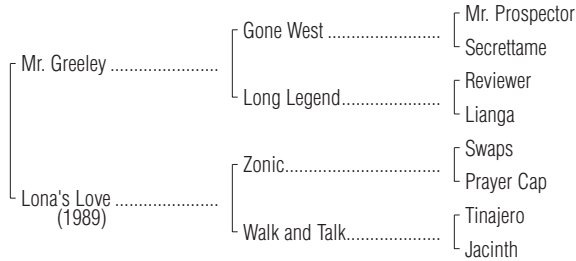 Mr. Prospector
Gone West ....................................
Secrettame
Mr. Greeley ..................................
Reviewer
Long Legend................................
Lianga
Swaps
Zonic..................................................
Prayer Cap
Lona's Love .................................
(1989)
Tinajero
Walk and Talk..............................
Jacinth